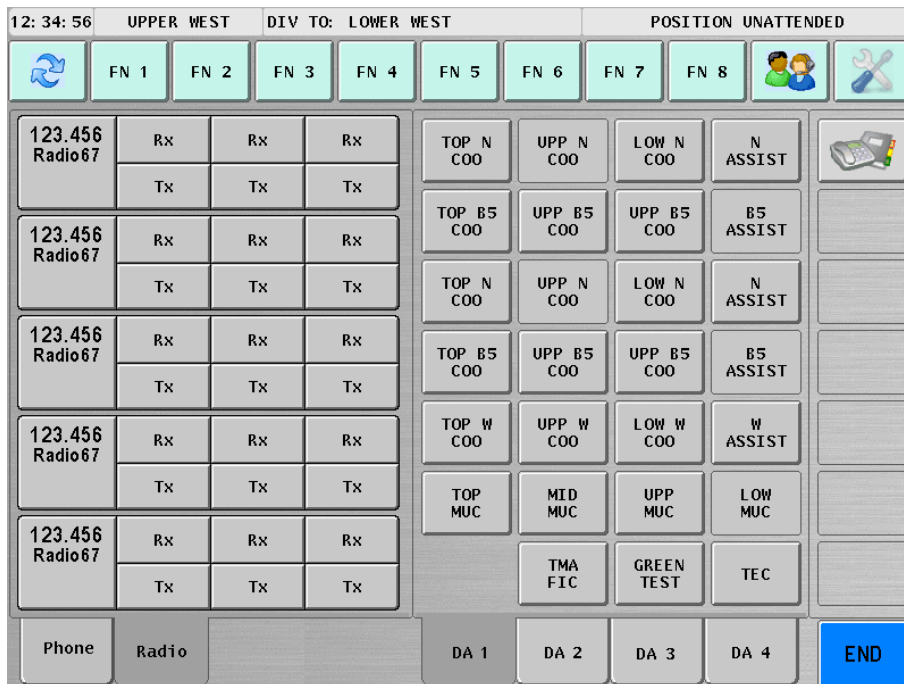 12:34:56 UPPER WEST DIV TO: LOWER WEST POSITION UNATTENDED
FN 1 FN 2 FN 3 FN 4 FN 5 FN 6 FN 7 FN 8
123.456
Radio67
Rx Rx Rx
Tx Tx Tx
123.456
Radio67
Rx Rx Rx
Tx Tx Tx
123.456
Radio67
Rx Rx Rx
Tx Tx Tx
123.456
Radio67
Rx Rx Rx
Tx Tx Tx
123.456
Radio67
Rx Rx Rx
Tx Tx Tx
TOP N UPP N LOW N N
COO COO COO ASSIST
TOP B5 UPP B5 UPP B5 B5
COO COO COO ASSIST
TOP N UPP N LOW N N
COO COO COO ASSIST
TOP B5 UPP B5 UPP B5 B5
COO COO COO ASSIST
TOP W UPP W LOW W W
COO COO COO ASSIST
TOP MID UPP LOW
MUC MUC MUC MUC
TMA GREEN TEC
FIC TEST
Phone Radio DA 1 DA 2 DA 3 DA 4 END